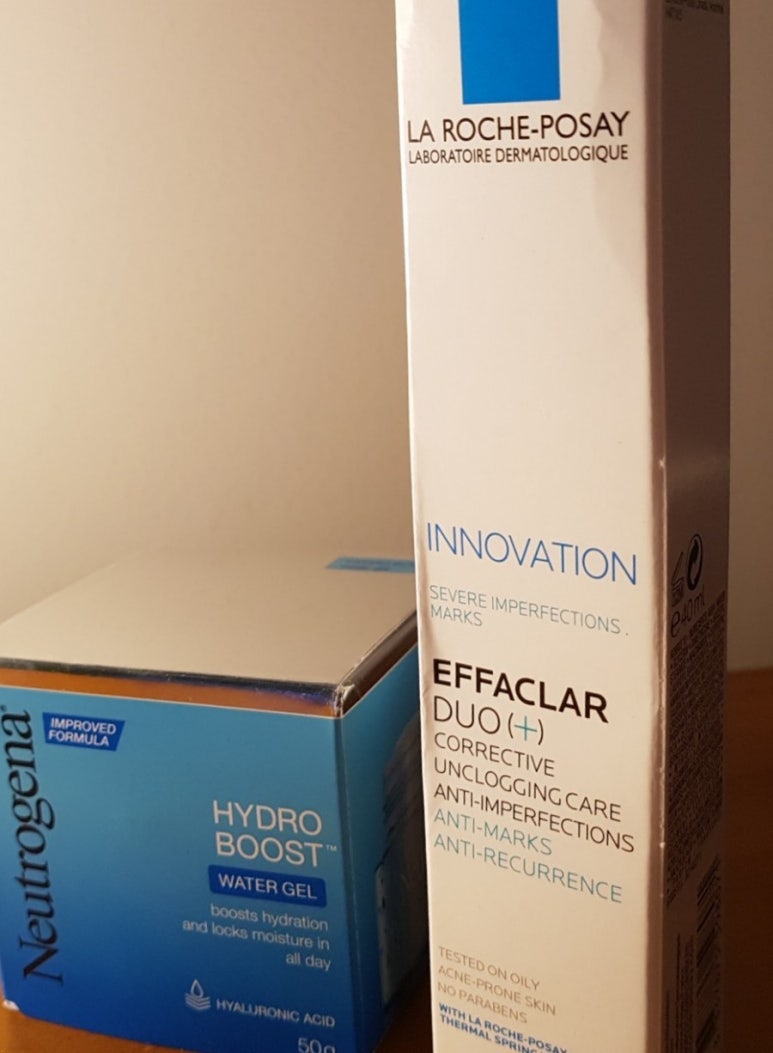 Neutrogena®
IMPROVED
FORMULA
HYDRO
BOOST™
WATER GEL
boosts hydration
and locks moisture in
all day
HYALURONIC ACID
50g
LA ROCHE-POSAY
LABORATOIRE DERMATOLOGIQUE
INNOVATION
SEVERE IMPERFECTIONS.
MARKS
EFFACLAR
DUO (+)
CORRECTIVE
UNCLOGGING CARE
ANTI-IMPERFECTIONS
ANTI-MARKS
ANTI-RECURRENCE
TESTED ON OILY
ACNE-PRONE SKIN
NO PARABENS
WITH LA ROCHE-POSAY
THERMAL SPRING
e 40 ml